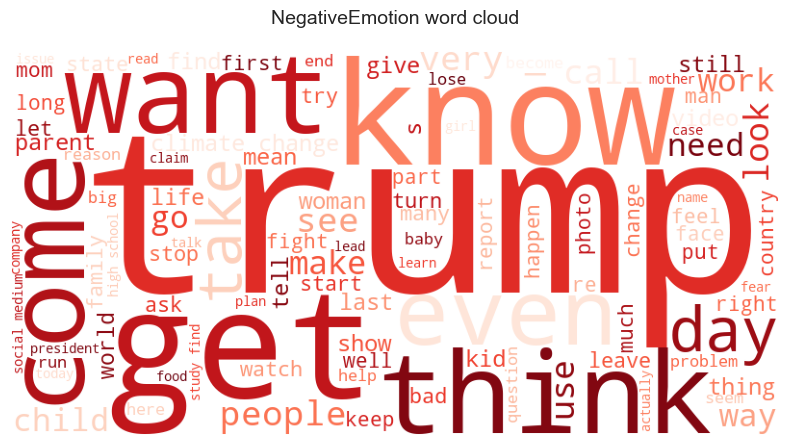 NegativeEmotion word cloud
issue read end
mom state find first give very become _ call still
want know lose mother work
long try man
let s video look
parent climate change need case
reason claim mean part girl
come trump
big life take woman turn many report happen photo change name feel face country
company high school family go see
stop talk fight lead baby put
make tell learn re fear
social medium world ask plan start last even right
president get show much day
run study find well kid leave problem
today food watch help think use thing
here question actually seem
child people keep bad way